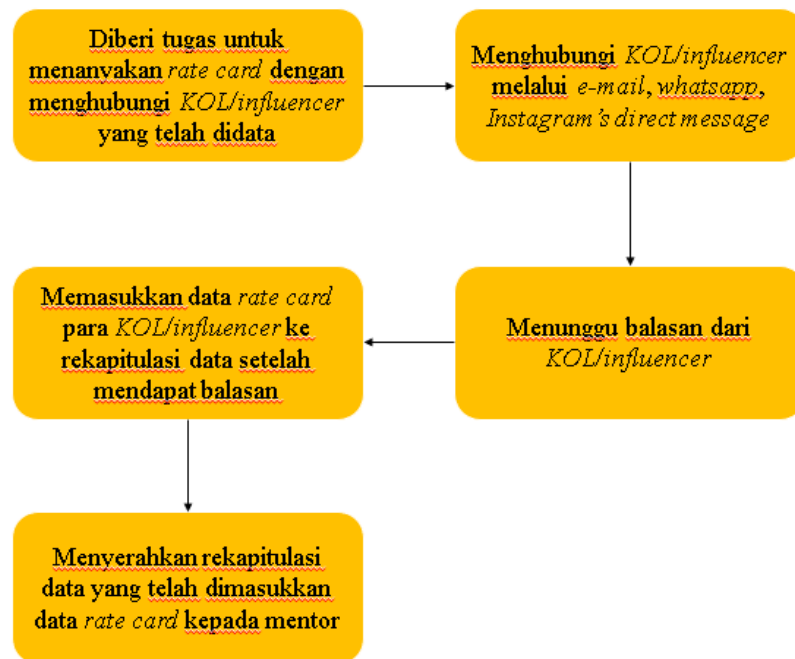 Diberi tugas untuk
menanyakan rate card dengan
menghubungi KOL/influencer
yang telah didata
Menghubungi KOL/influencer
melalui e-mail, whatsapp,
Instagram's direct message
Menunggu balasan dari
KOL/influencer
Memasukkan data rate card
para KOL/influencer ke
rekapitulasi data setelah
mendapat balasan
Menyerahkan rekapitulasi
data yang telah dimasukkan
data rate card kepada mentor